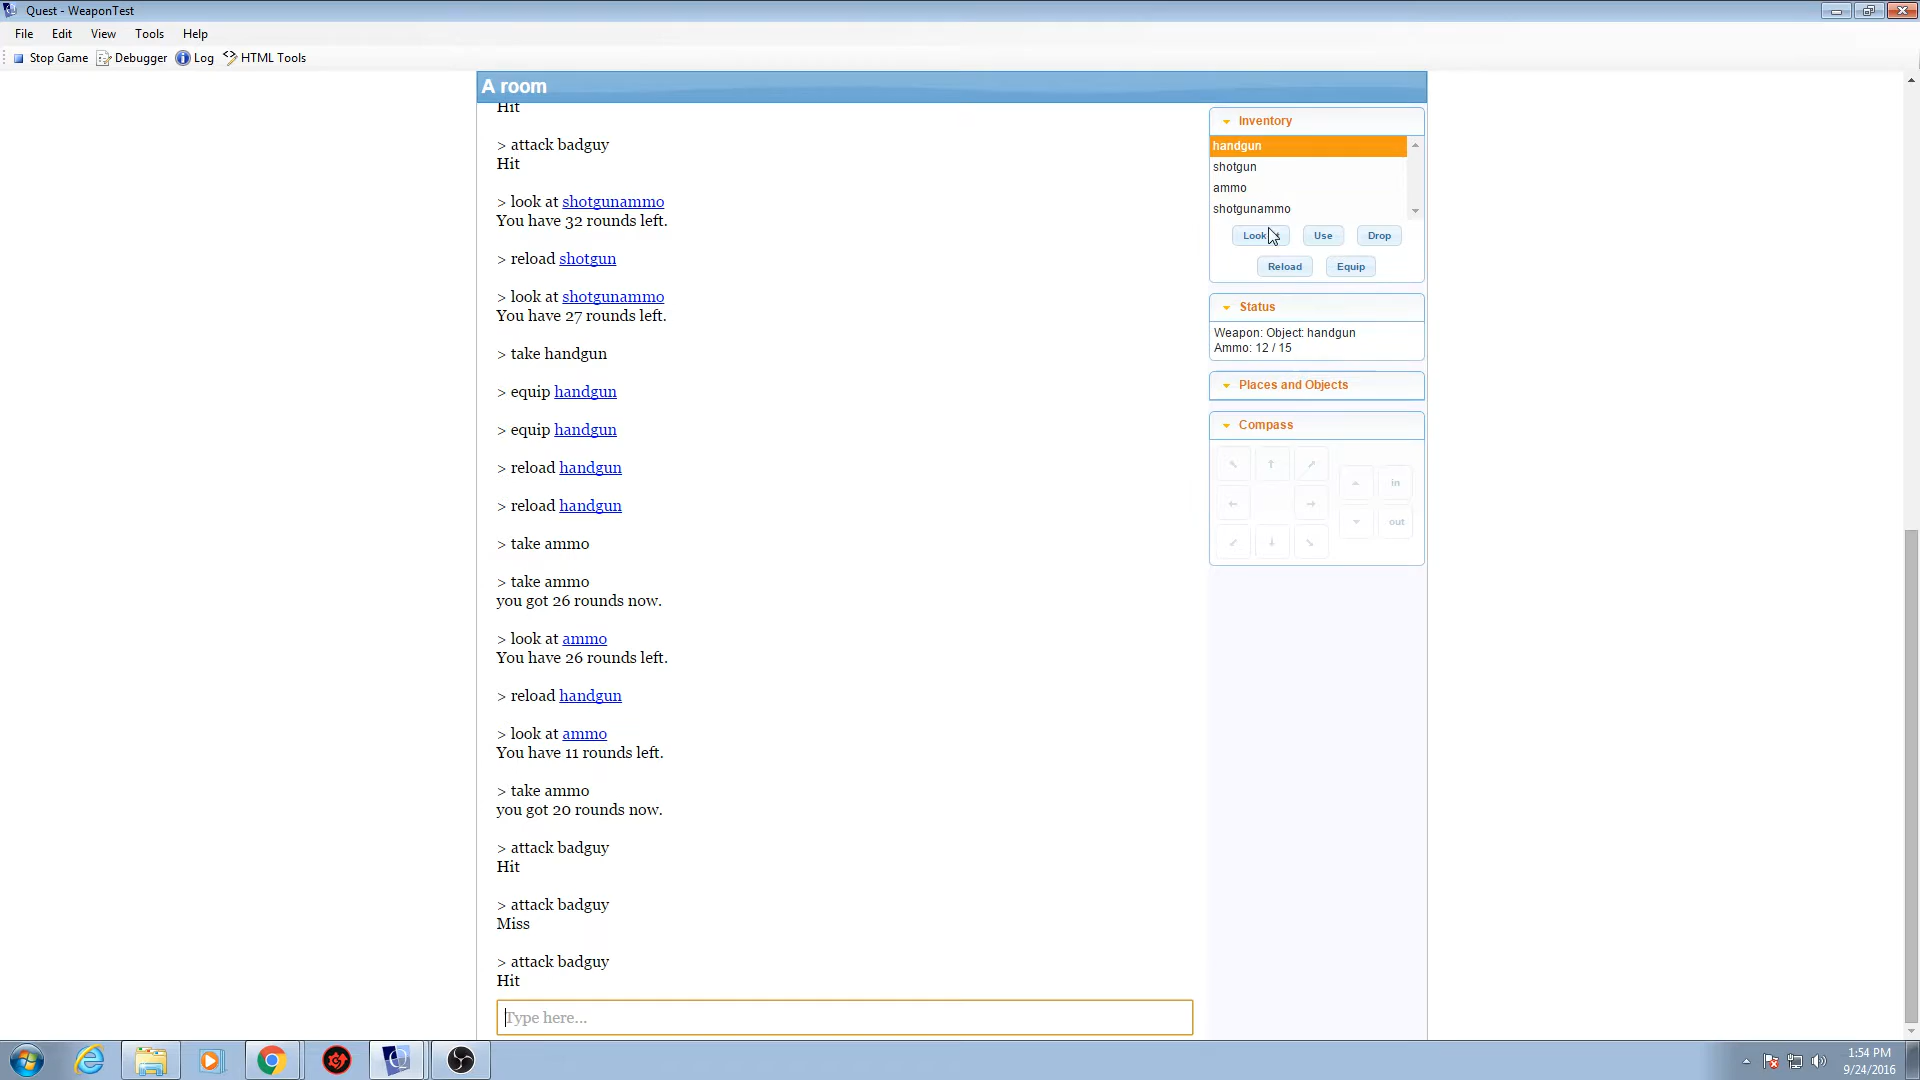 Quest - WeaponTest
File Edit View Tools Help
Stop Game Debugger Log HTML Tools
A room
Hit
> attack badguy
Hit
> look at shotgunammo
You have 32 rounds left.
> reload shotgun
> look at shotgunammo
You have 27 rounds left.
> take handgun
> equip handgun
> equip handgun
> reload handgun
> reload handgun
> take ammo
> take ammo
you got 26 rounds now.
> look at ammo
You have 26 rounds left.
> reload handgun
> look at ammo
You have 11 rounds left.
> take ammo
you got 20 rounds now.
> attack badguy
Hit
> attack badguy
Miss
> attack badguy
Hit
Type here...
Inventory
handgun
shotgun
ammo
shotgunammo
Look Use Drop
Reload Equip
Status
Weapon: Object: handgun
Ammo: 12 / 15
Places and Objects
Compass
in
out
1:54 PM
9/24/2016